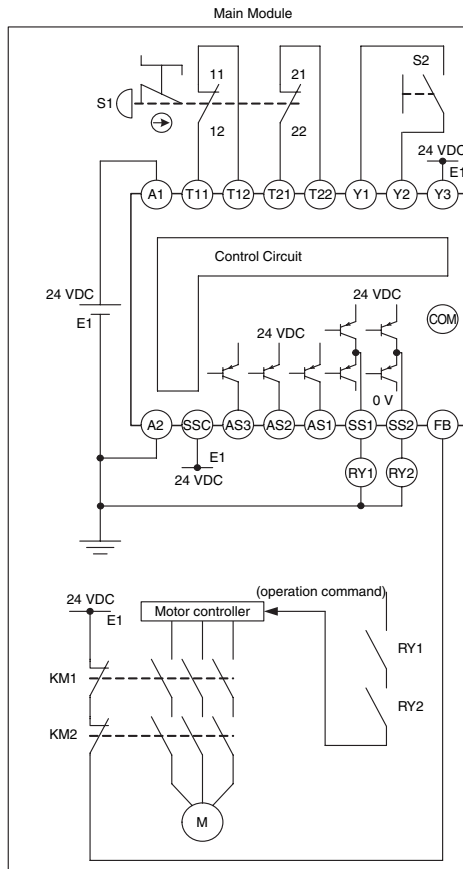 Main Module
S1
11
21
S2
12
22
24 VDC
E1
A1
T11
T12
T21
T22
Y1
Y2
Y3
Control Circuit
24 VDC
E1
24 VDC
24 VDC
COM
0 V
A2
SSC
AS3
AS2
AS1
SS1
SS2
FB
E1
24 VDC
RY1
RY2
24 VDC
E1
(operation command)
Motor controller
KM1
RY1
KM2
RY2
M